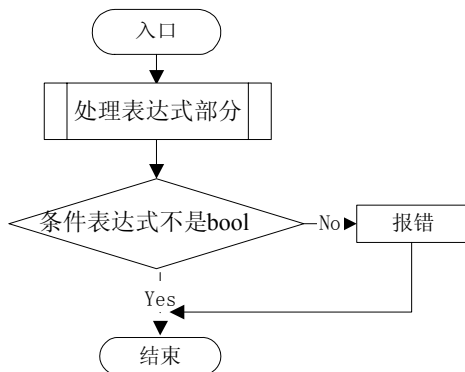 入口
处理表达式部分
条件表达式不是bool
No
报错
Yes
结束